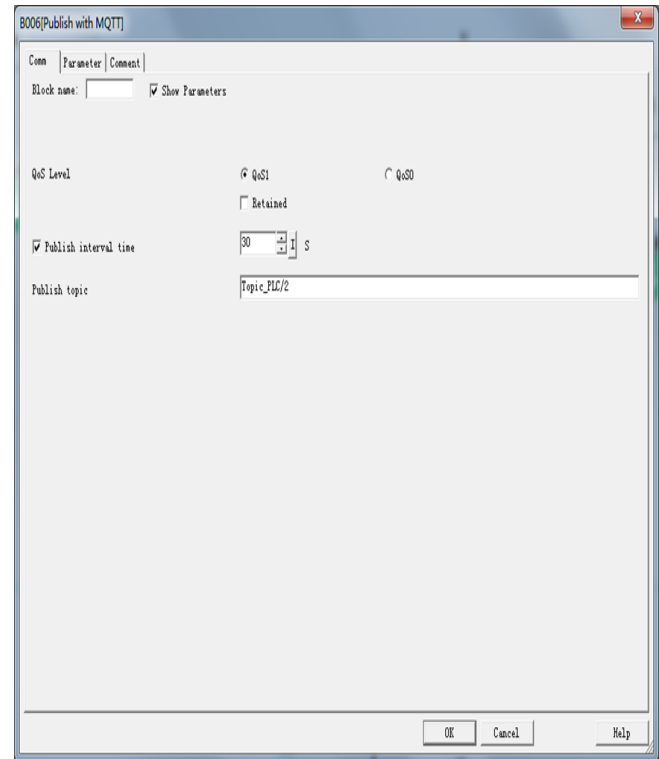 B006[Publish with MQTT]
Comm Parameter Comment
Block name: Show Parameters
QoS Level QoS1 QoS0
Retained
Publish interval time 30 I S
Publish topic Topic_PLC/2
OK Cancel Help